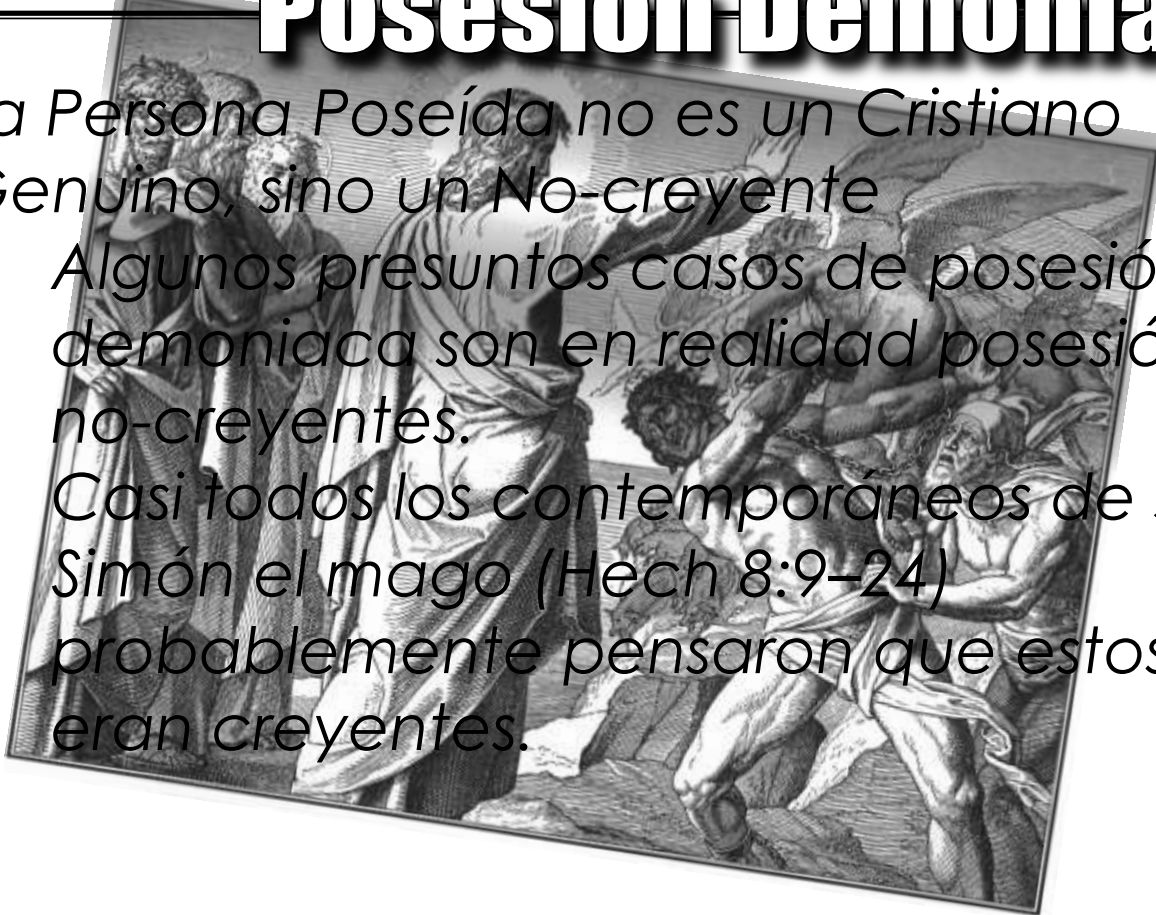 Posesión Demonia
a Persona Poseída no es un Cristiano
Genuino, sino un No-creyente
Algunos presuntos casos de posesió
demoniaca son en realidad posesió
no-creyentes.
Casi todos los contemporáneos de
Simón el mago (Hech 8:9–24)
probablemente pensaron que estos
eran creyentes.